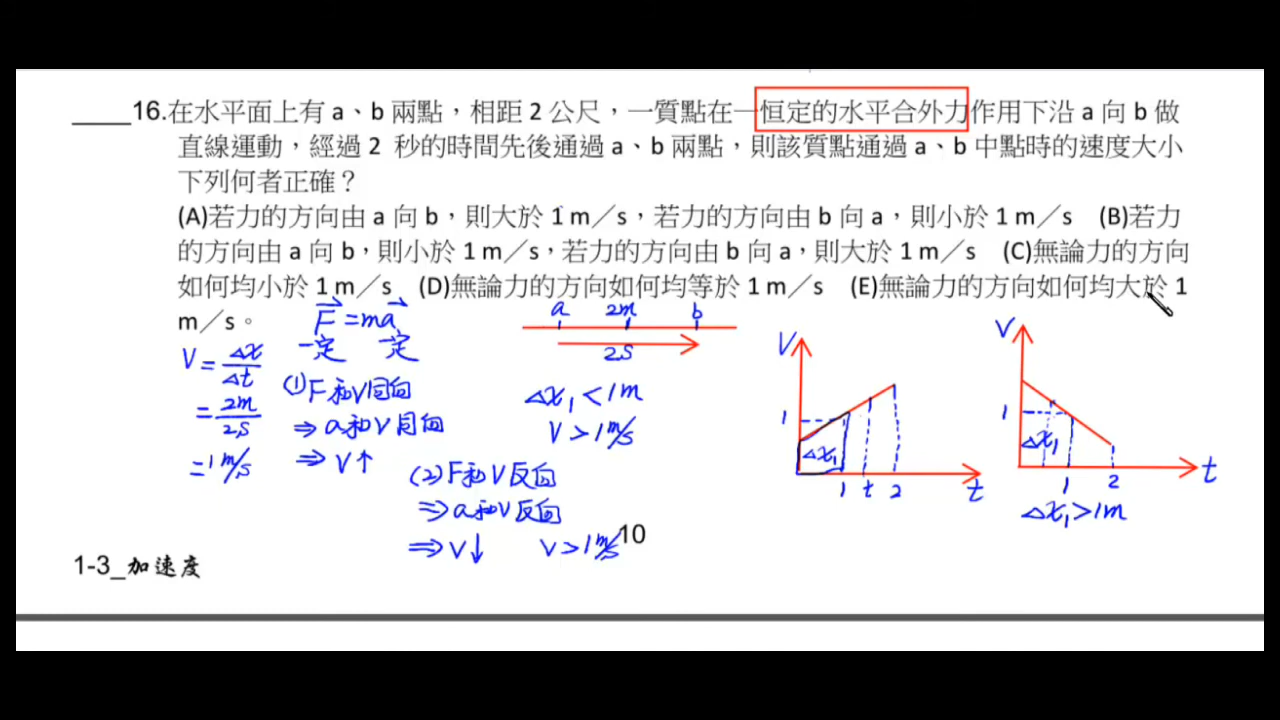 ____16.在水平面上有 a、b 兩點，相距 2 公尺，一質點在一恒定的水平合外力作用下沿 a 向 b 做
直線運動，經過 2 秒的時間先後通過 a、b 兩點，則該質點通過 a、b 中點時的速度大小
下列何者正確？
(A)若力的方向由 a 向 b，則大於 1 m／s，若力的方向由 b 向 a，則小於 1 m／s (B)若力
的方向由 a 向 b，則小於 1 m／s，若力的方向由 b 向 a，則大於 1 m／s (C)無論力的方向
如何均小於 1 m／s (D)無論力的方向如何均等於 1 m／s (E)無論力的方向如何均大於 1
m／s。
F = ma
一定 一定
V = Δx/Δt
= 2m/2s
= 1 m/s
(1) F和V同向
⇒ a和V同向
⇒ V↑
(2) F和V反向
⇒ a和V反向
⇒ V↓ V > 1 m/s
a 2m b
2s
Δx₁ < 1m
V > 1 m/s
V
1
Δx₁
1 t 2 t
V
1
Δx₁
1 2 t
Δx₁ > 1m
10
1-3_加速度